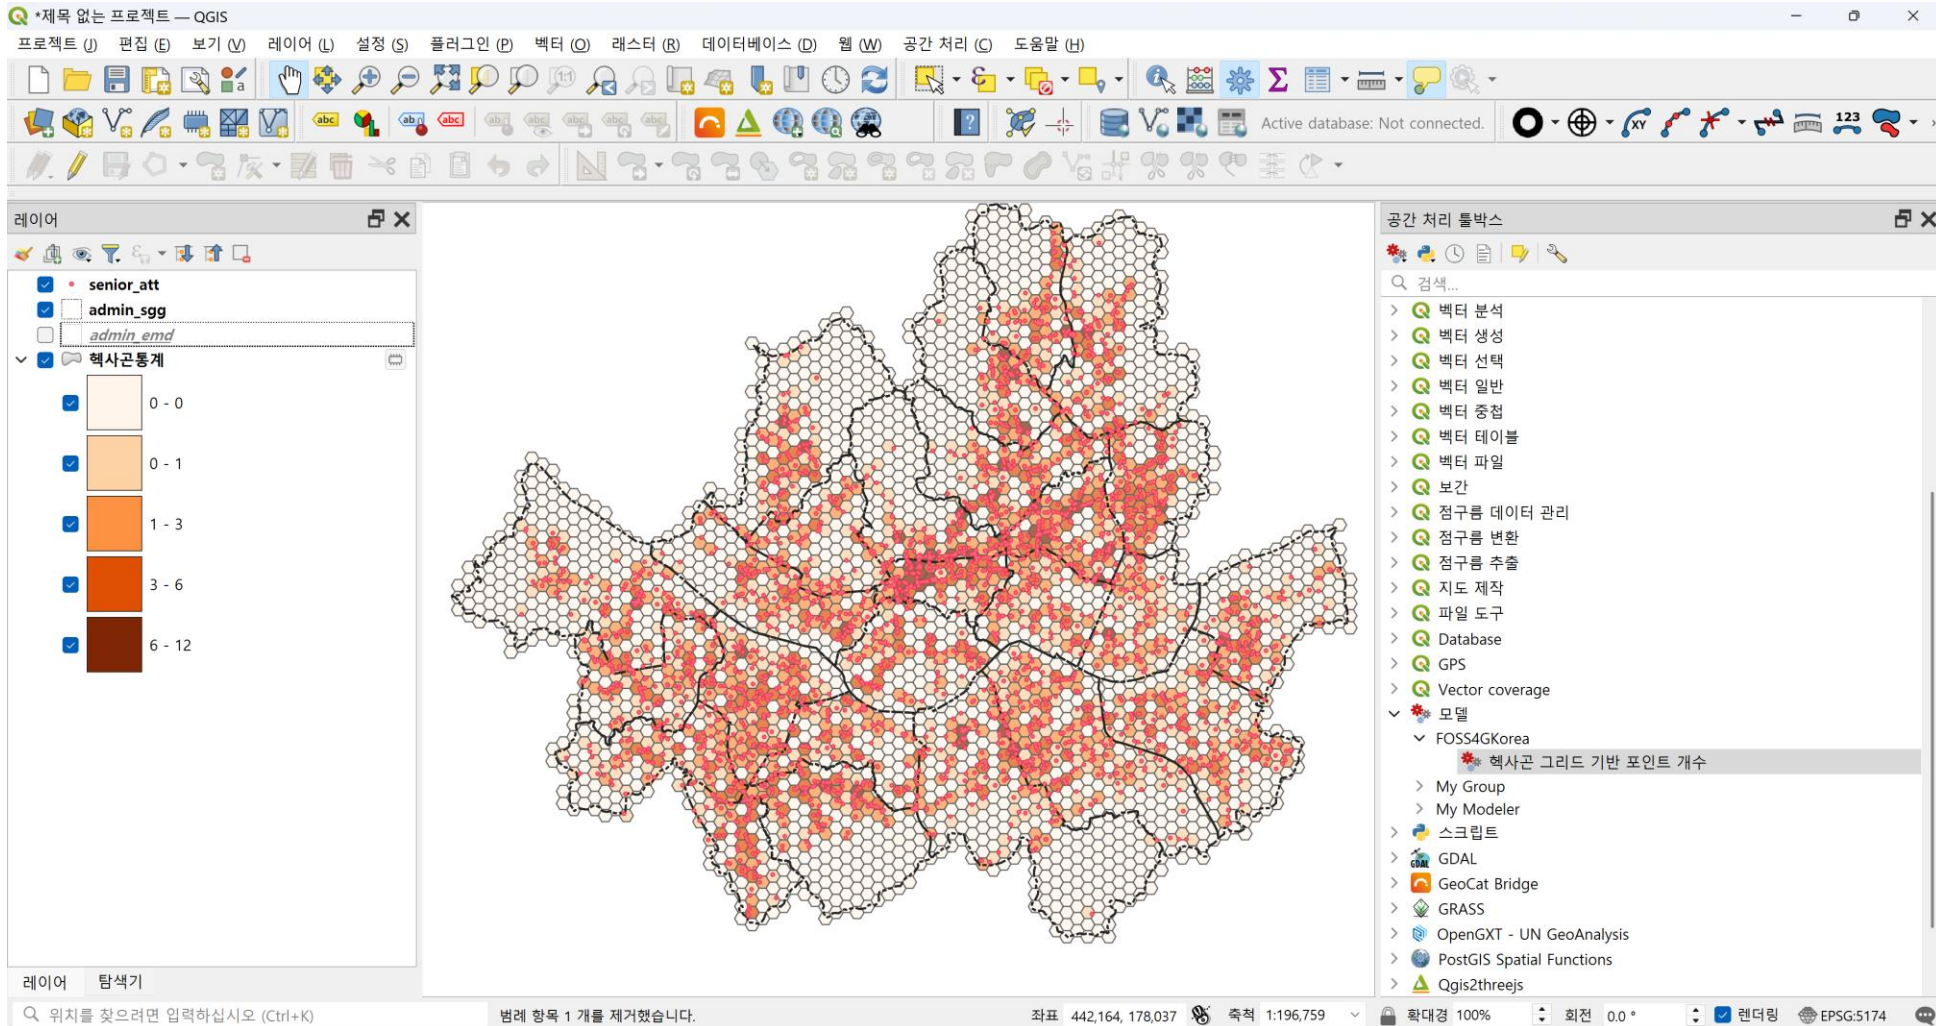 *제목 없는 프로젝트 — QGIS
프로젝트 (J) 편집 (E) 보기 (V) 레이어 (L) 설정 (S) 플러그인 (P) 벡터 (O) 래스터 (R) 데이터베이스 (D) 웹 (W) 공간 처리 (C) 도움말 (H)
Active database: Not connected.
레이어
senior_att
admin_sgg
admin_emd
헥사곤통계
0 - 0
0 - 1
1 - 3
3 - 6
6 - 12
레이어 탐색기
공간 처리 툴박스
검색...
벡터 분석
벡터 생성
벡터 선택
벡터 일반
벡터 중첩
벡터 테이블
벡터 파일
보간
점구름 데이터 관리
점구름 변환
점구름 추출
지도 제작
파일 도구
Database
GPS
Vector coverage
모델
FOSS4GKorea
헥사곤 그리드 기반 포인트 개수
My Group
My Modeler
스크립트
GDAL
GeoCat Bridge
GRASS
OpenGXT - UN GeoAnalysis
PostGIS Spatial Functions
Qgis2threejs
위치를 찾으려면 입력하십시오 (Ctrl+K) 범례 항목 1 개를 제거했습니다. 좌표 442,164, 178,037 축척 1:196,759 확대경 100% 회전 0.0 ° 렌더링 EPSG:5174